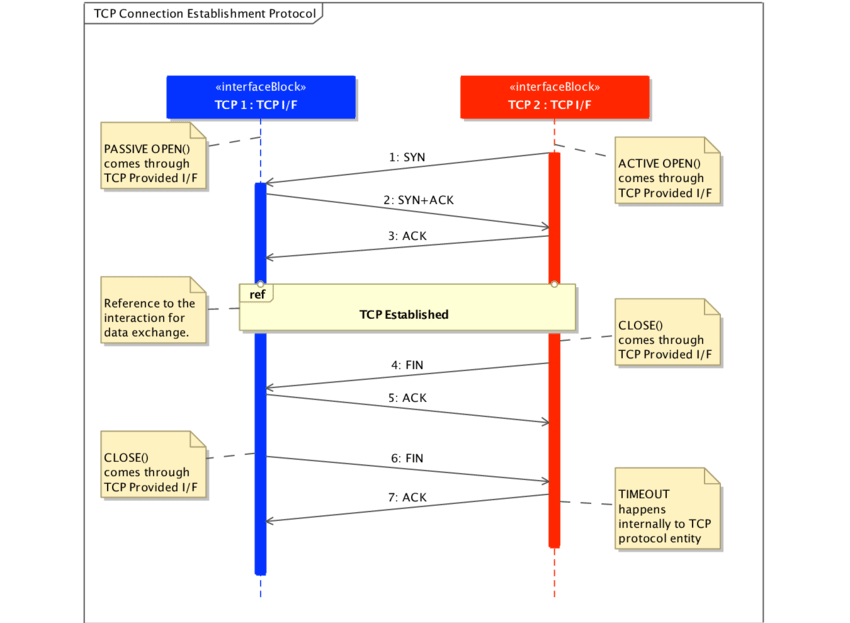 TCP Connection Establishment Protocol
«interfaceBlock»
TCP 1 : TCP I/F
«interfaceBlock»
TCP 2 : TCP I/F
PASSIVE OPEN()
comes through
TCP Provided I/F
ACTIVE OPEN()
comes through
TCP Provided I/F
1: SYN
2: SYN+ACK
3: ACK
Reference to the
interaction for
data exchange.
ref
TCP Established
CLOSE()
comes through
TCP Provided I/F
4: FIN
5: ACK
CLOSE()
comes through
TCP Provided I/F
6: FIN
7: ACK
TIMEOUT
happens
internally to TCP
protocol entity